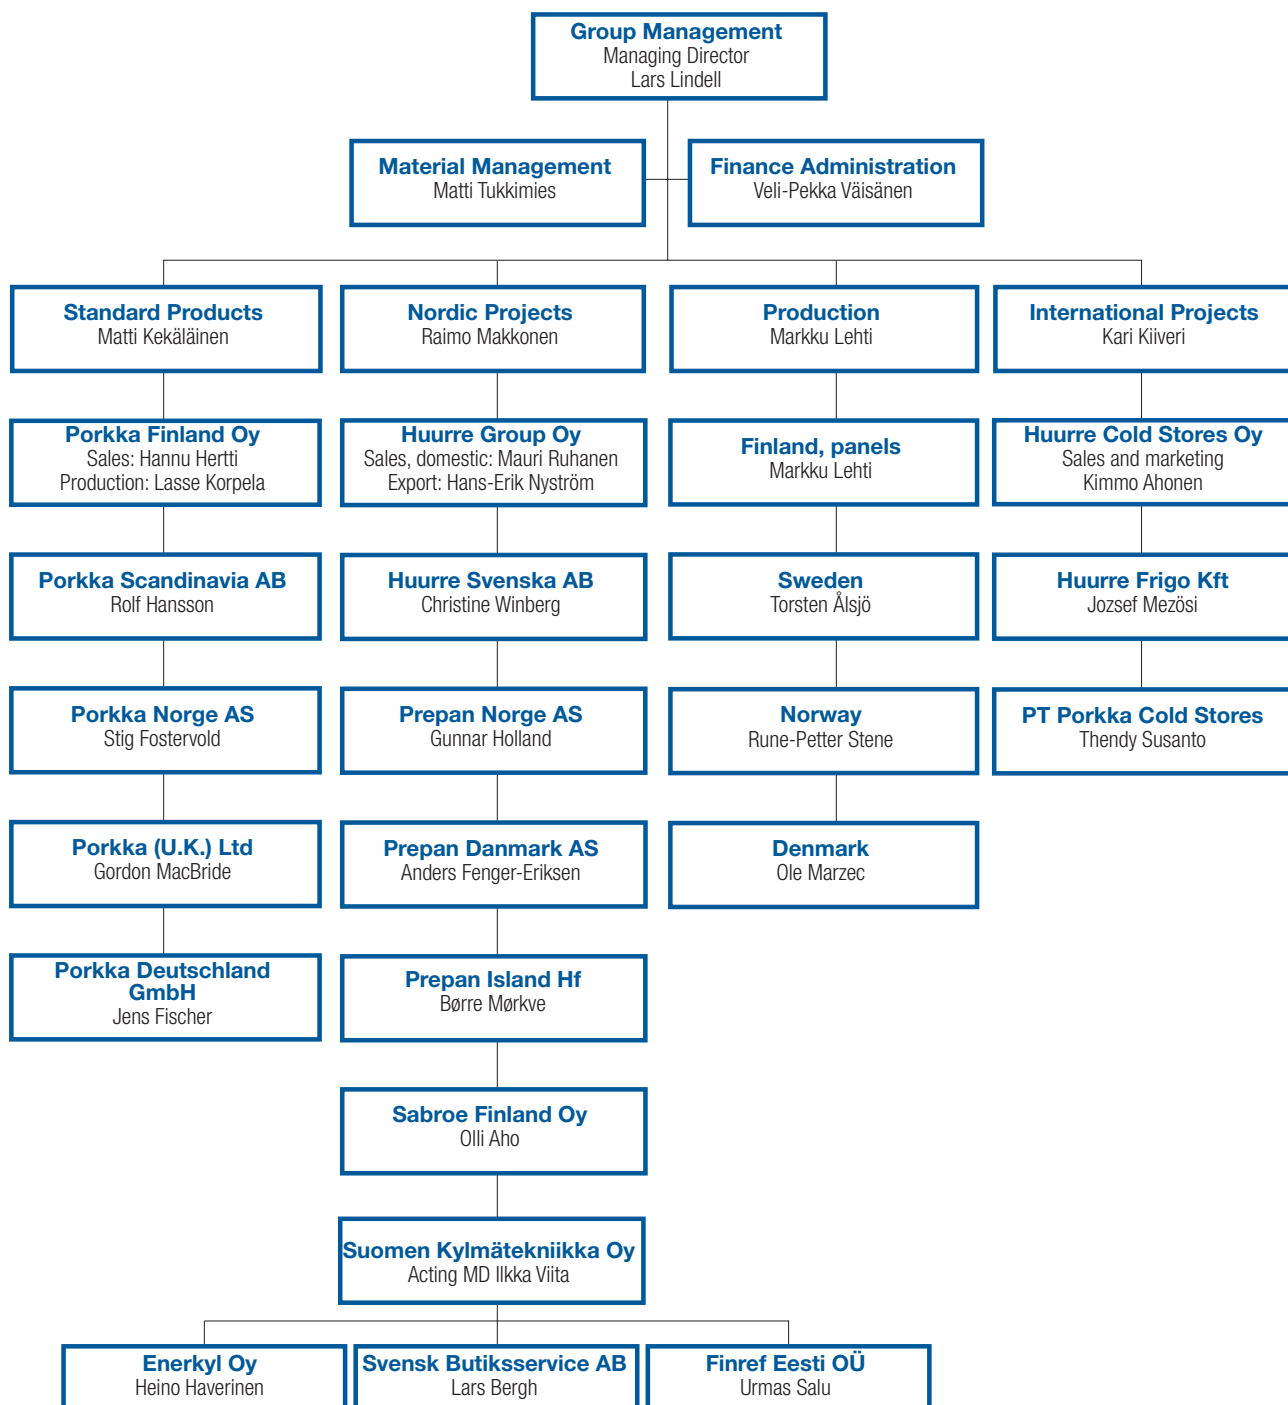 Group Management
Managing Director
Lars Lindell
Material Management
Matti Tukkimies
Finance Administration
Veli-Pekka Väisänen
Standard Products
Matti Kekäläinen
Nordic Projects
Raimo Makkonen
Production
Markku Lehti
International Projects
Kari Kiiveri
Porkka Finland Oy
Sales: Hannu Hertti
Production: Lasse Korpela
Huurre Group Oy
Sales, domestic: Mauri Ruhanen
Export: Hans-Erik Nyström
Finland, panels
Markku Lehti
Huurre Cold Stores Oy
Sales and marketing
Kimmo Ahonen
Porkka Scandinavia AB
Rolf Hansson
Huurre Svenska AB
Christine Winberg
Sweden
Torsten Ålsjö
Huurre Frigo Kft
Jozsef Mezösi
Porkka Norge AS
Stig Fostervold
Prepan Norge AS
Gunnar Holland
Norway
Rune-Petter Stene
PT Porkka Cold Stores
Thendy Susanto
Porkka (U.K.) Ltd
Gordon MacBride
Prepan Danmark AS
Anders Fenger-Eriksen
Denmark
Ole Marzec
Porkka Deutschland
GmbH
Jens Fischer
Prepan Island Hf
Børre Mørkve
Sabroe Finland Oy
Olli Aho
Suomen Kylmätekniikka Oy
Acting MD Ilkka Viita
Enerkyl Oy
Heino Haverinen
Svensk Butiksservice AB
Lars Bergh
Finref Eesti OÜ
Urmas Salu